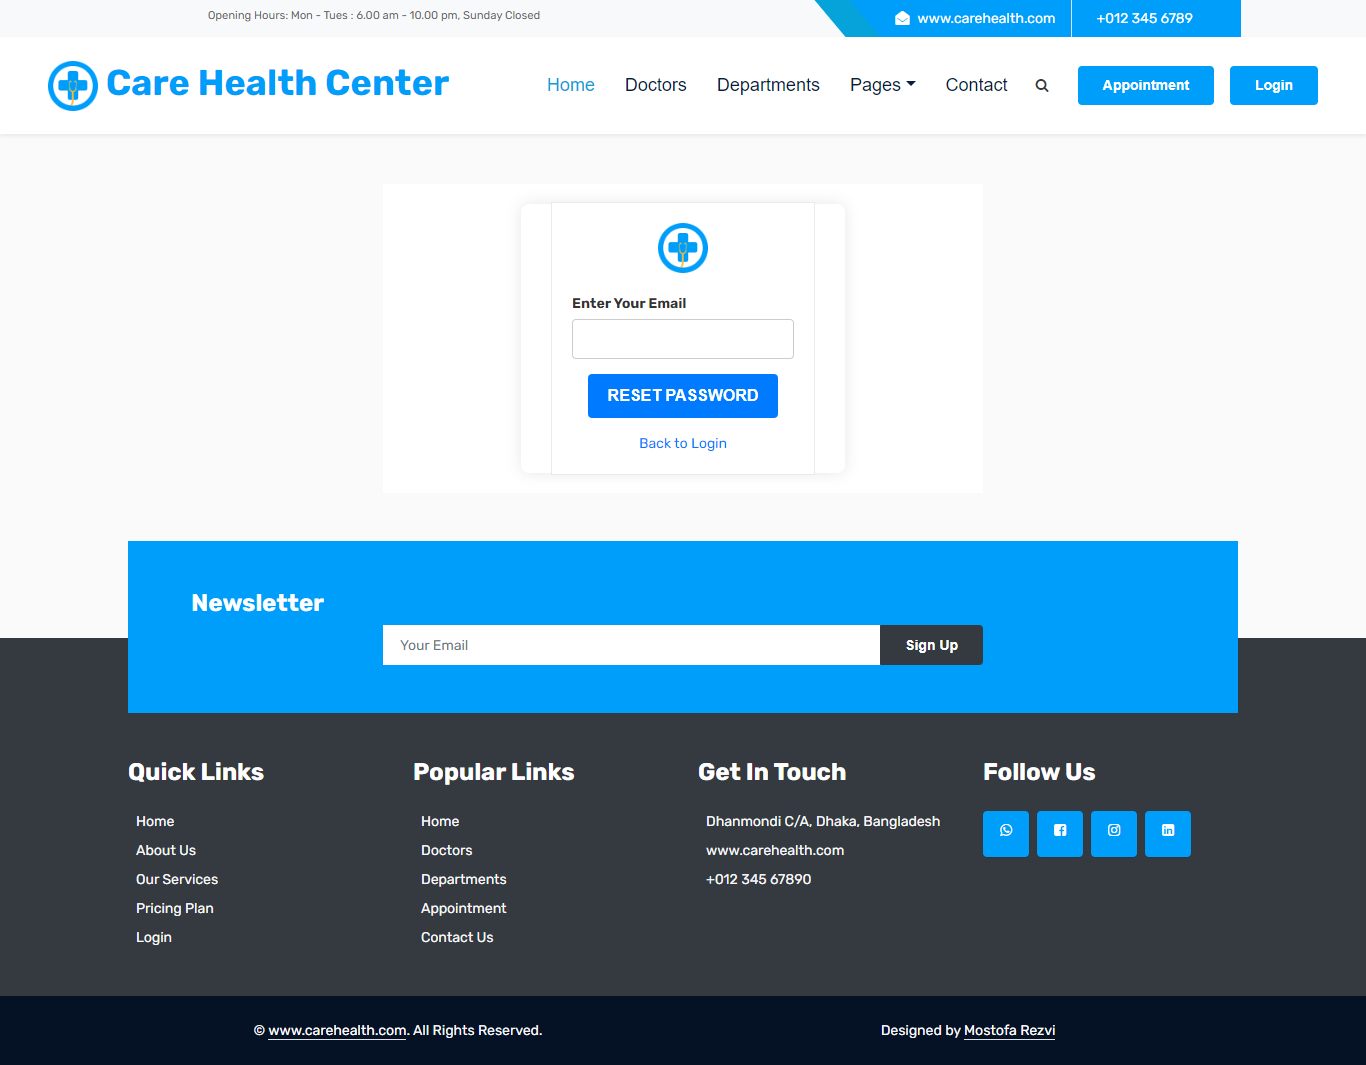 Opening Hours: Mon - Tues : 6.00 am - 10.00 pm, Sunday Closed
www.carehealth.com
+012 345 6789
Care Health Center
Home
Doctors
Departments
Pages
Contact
Appointment
Login
Enter Your Email
RESET PASSWORD
Back to Login
Newsletter
Your Email
Sign Up
Quick Links
Home
About Us
Our Services
Pricing Plan
Login
Popular Links
Home
Doctors
Departments
Appointment
Contact Us
Get In Touch
Dhanmondi C/A, Dhaka, Bangladesh
www.carehealth.com
+012 345 67890
Follow Us
© www.carehealth.com. All Rights Reserved.
Designed by Mostofa Rezvi